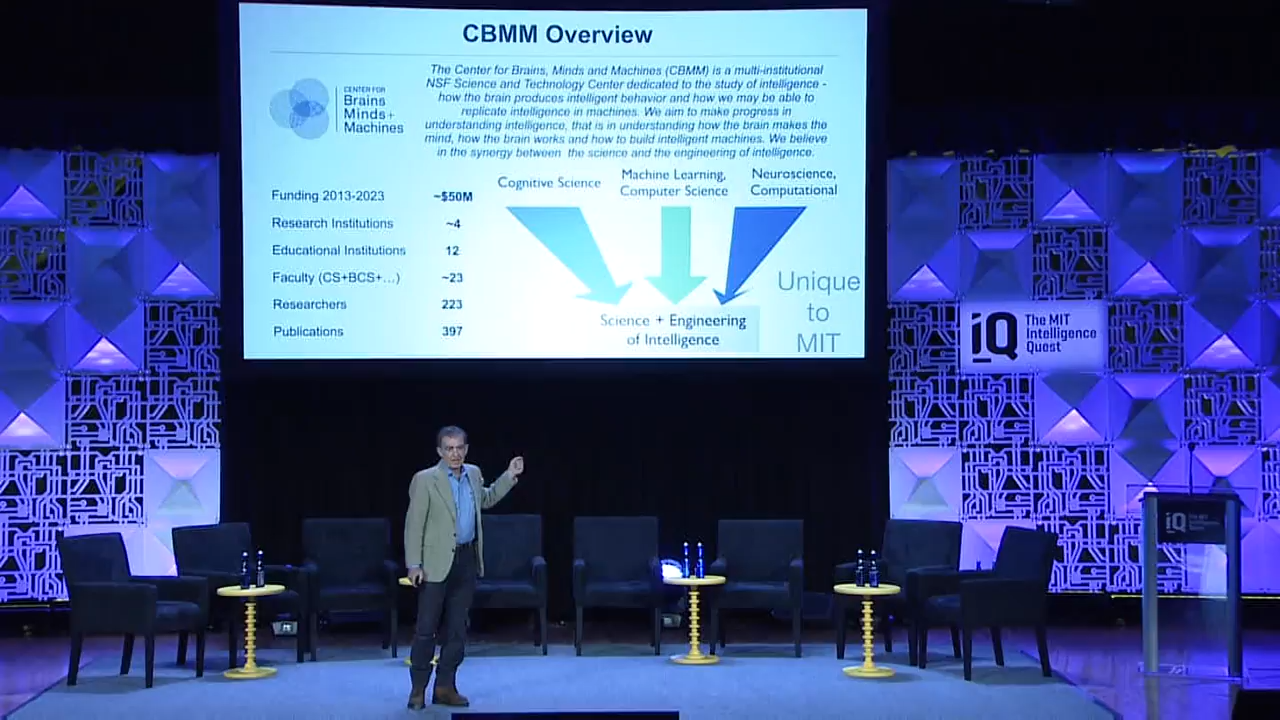 CBMM Overview
The Center for Brains, Minds and Machines (CBMM) is a multi-institutional
NSF Science and Technology Center dedicated to the study of intelligence -
how the brain produces intelligent behavior and how we may be able to
replicate intelligence in machines. We aim to make progress in
understanding intelligence, that is in understanding how the brain makes the
mind, how the brain works and how to build intelligent machines. We believe
in the synergy between the science and the engineering of intelligence.
CENTER FOR
Brains
Minds+
Machines
Funding 2013-2023 ~$50M
Research Institutions ~4
Educational Institutions 12
Faculty (CS+BCS+...) ~23
Researchers 223
Publications 397
Cognitive Science
Machine Learning,
Computer Science
Neuroscience,
Computational
Science + Engineering
of Intelligence
Unique
to
MIT
iQ
The MIT
Intelligence
Quest
iQ